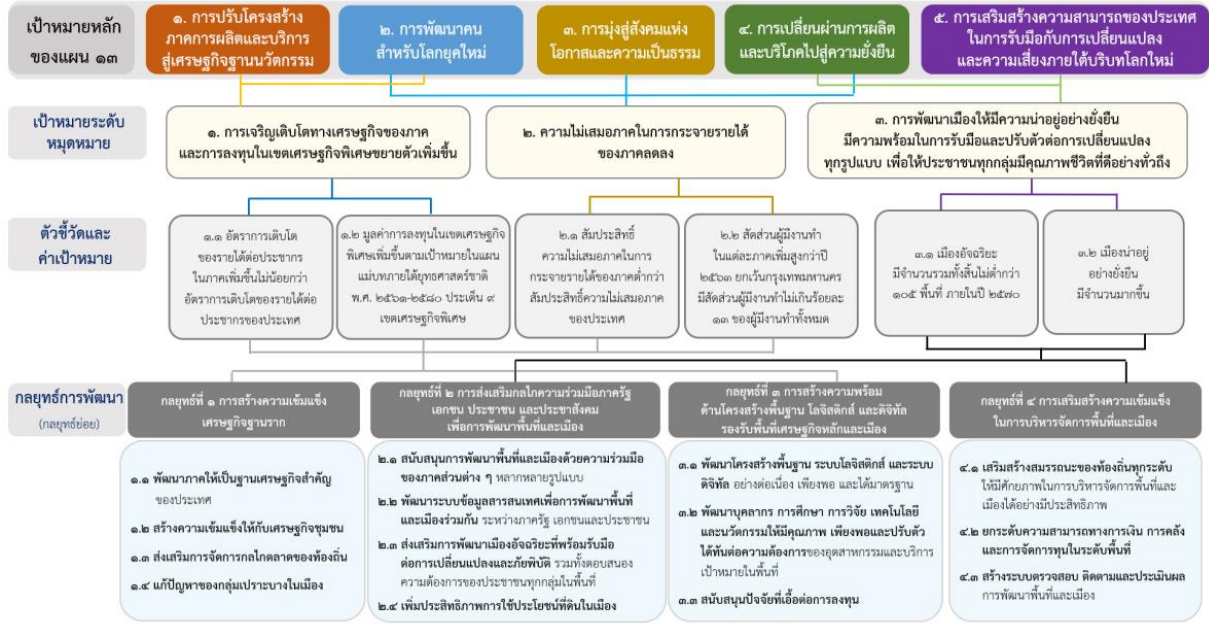 เป้าหมายหลัก
ของแผน ๑๓
๑. การปรับโครงสร้าง
ภาคการผลิตและบริการ
สู่เศรษฐกิจฐานนวัตกรรม
๒. การพัฒนาคน
สำหรับโลกยุคใหม่
๓. การมุ่งสู่สังคมแห่ง
โอกาสและความเป็นธรรม
๔. การเปลี่ยนผ่านการผลิต
และบริโภคไปสู่ความยั่งยืน
๕. การเสริมสร้างความสามารถของประเทศ
ในการรับมือกับการเปลี่ยนแปลง
และความเสี่ยงภายใต้บริบทโลกใหม่
เป้าหมายระดับ
หมุดหมาย
๑. การเจริญเติบโตทางเศรษฐกิจของภาค
และการลงทุนในเขตเศรษฐกิจพิเศษขยายตัวเพิ่มขึ้น
๒. ความไม่เสมอภาคในการกระจายรายได้
ของภาคลดลง
๓. การพัฒนาเมืองให้มีความน่าอยู่อย่างยั่งยืน
มีความพร้อมในการรับมือและปรับตัวต่อการเปลี่ยนแปลง
ทุกรูปแบบ เพื่อให้ประชาชนทุกกลุ่มมีคุณภาพชีวิตที่ดีอย่างทั่วถึง
ตัวชี้วัดและ
ค่าเป้าหมาย
๑.๑ อัตราการเติบโต
ของรายได้ต่อประชากร
ในภาคเพิ่มขึ้นไม่น้อยกว่า
อัตราการเติบโตของรายได้ต่อ
ประชากรของประเทศ
๑.๒ มูลค่าการลงทุนในเขตเศรษฐกิจ
พิเศษเพิ่มขึ้นตามเป้าหมายในแผน
แม่บทภายใต้ยุทธศาสตร์ชาติ
พ.ศ. ๒๕๖๑-๒๕๘๐ ประเด็น ๙
เขตเศรษฐกิจพิเศษ
๒.๑ สัมประสิทธิ์
ความไม่เสมอภาคในการ
กระจายรายได้ของภาคต่ำกว่า
สัมประสิทธิ์ความไม่เสมอภาค
ของประเทศ
๒.๒ สัดส่วนผู้มีงานทำ
ในแต่ละภาคเพิ่มสูงกว่าปี
๒๕๖๓ ยกเว้นกรุงเทพมหานคร
มีสัดส่วนผู้มีงานทำไม่เกินร้อยละ
๑๓ ของผู้มีงานทำทั้งหมด
๓.๑ เมืองอัจฉริยะ
มีจำนวนรวมทั้งสิ้นไม่ต่ำกว่า
๑๐๕ พื้นที่ ภายในปี ๒๕๗๐
๓.๒ เมืองน่าอยู่
อย่างยั่งยืน
มีจำนวนมากขึ้น
กลยุทธ์การพัฒนา
(กลยุทธ์ย่อย)
กลยุทธ์ที่ ๑ การสร้างความเข้มแข็ง
เศรษฐกิจฐานราก
กลยุทธ์ที่ ๒ การส่งเสริมกลไกความร่วมมือภาครัฐ
เอกชน ประชาชน และประชาสังคม
เพื่อการพัฒนาพื้นที่และเมือง
กลยุทธ์ที่ ๓ การสร้างความพร้อม
ด้านโครงสร้างพื้นฐาน โลจิสติกส์ และดิจิทัล
รองรับพื้นที่เศรษฐกิจหลักและเมือง
กลยุทธ์ที่ ๔ การเสริมสร้างความเข้มแข็ง
ในการบริหารจัดการพื้นที่และเมือง
๑.๑ พัฒนาภาคให้เป็นฐานเศรษฐกิจสำคัญ
ของประเทศ
๑.๒ สร้างความเข้มแข็งให้กับเศรษฐกิจชุมชน
๑.๓ ส่งเสริมการจัดการกลไกตลาดของท้องถิ่น
๑.๔ แก้ปัญหาของกลุ่มเปราะบางในเมือง
๒.๑ สนับสนุนการพัฒนาพื้นที่และเมืองด้วยความร่วมมือ
ของภาคส่วนต่าง ๆ หลากหลายรูปแบบ
๒.๒ พัฒนาระบบข้อมูลสารสนเทศเพื่อการพัฒนาพื้นที่
และเมืองร่วมกัน ระหว่างภาครัฐ เอกชนและประชาชน
๒.๓ ส่งเสริมการพัฒนาเมืองอัจฉริยะที่พร้อมรับมือ
ต่อการเปลี่ยนแปลงและภัยพิบัติ รวมทั้งตอบสนอง
ความต้องการของประชาชนทุกกลุ่มในพื้นที่
๒.๔ เพิ่มประสิทธิภาพการใช้ประโยชน์ที่ดินในเมือง
๓.๑ พัฒนาโครงสร้างพื้นฐาน ระบบโลจิสติกส์ และระบบ
ดิจิทัล อย่างต่อเนื่อง เพียงพอ และได้มาตรฐาน
๓.๒ พัฒนาบุคลากร การศึกษา การวิจัย เทคโนโลยี
และนวัตกรรมให้มีคุณภาพ เพียงพอและปรับตัว
ได้ทันต่อความต้องการของอุตสาหกรรมและบริการ
เป้าหมายในพื้นที่
๓.๓ สนับสนุนปัจจัยที่เอื้อต่อการลงทุน
๔.๑ เสริมสร้างสมรรถนะของท้องถิ่นทุกระดับ
ให้มีศักยภาพในการบริหารจัดการพื้นที่และ
เมืองได้อย่างมีประสิทธิภาพ
๔.๒ ยกระดับความสามารถทางการเงิน การคลัง
และการจัดการทุนในระดับพื้นที่
๔.๓ สร้างระบบตรวจสอบ ติดตามและประเมินผล
การพัฒนาพื้นที่และเมือง